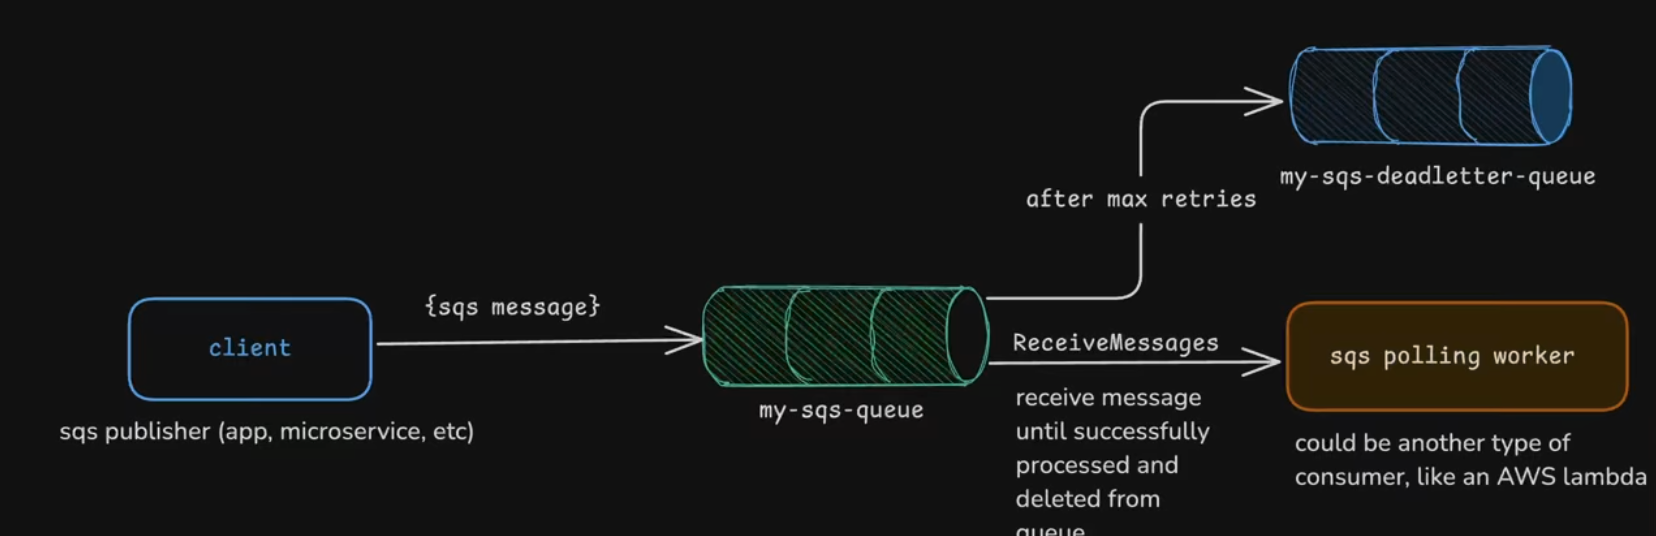 my-sqs-deadletter-queue
after max retries
{sqs message}
client
sqs publisher (app, microservice, etc)
my-sqs-queue
ReceiveMessages
receive message
until successfully
processed and
deleted from
queue
sqs polling worker
could be another type of
consumer, like an AWS lambda